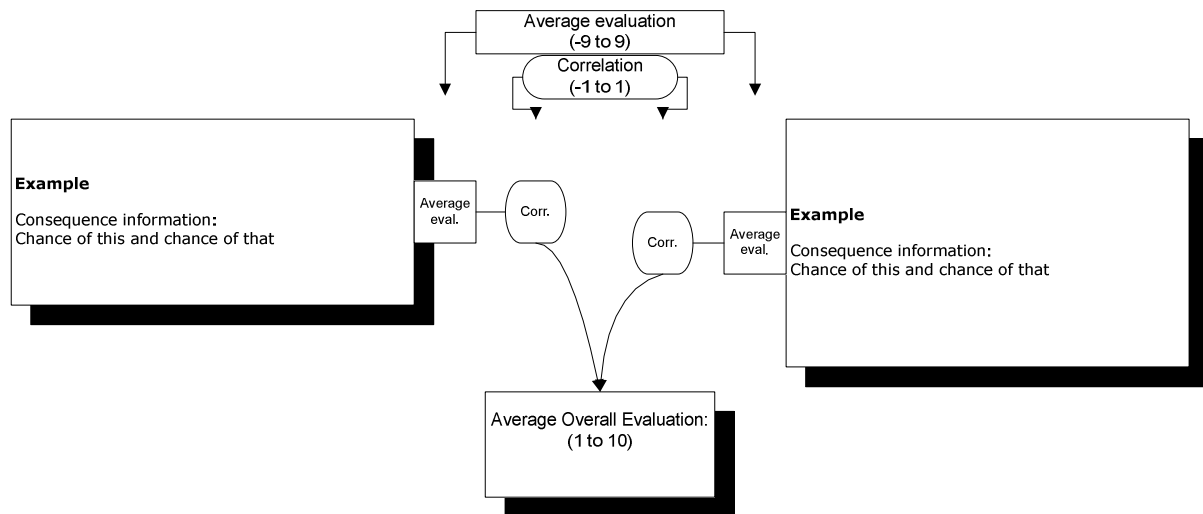 Average evaluation
(-9 to 9)
Correlation
(-1 to 1)
Example
Consequence information:
Chance of this and chance of that
Average
eval.
Corr.
Corr.
Average
eval.
Example
Consequence information:
Chance of this and chance of that
Average Overall Evaluation:
(1 to 10)